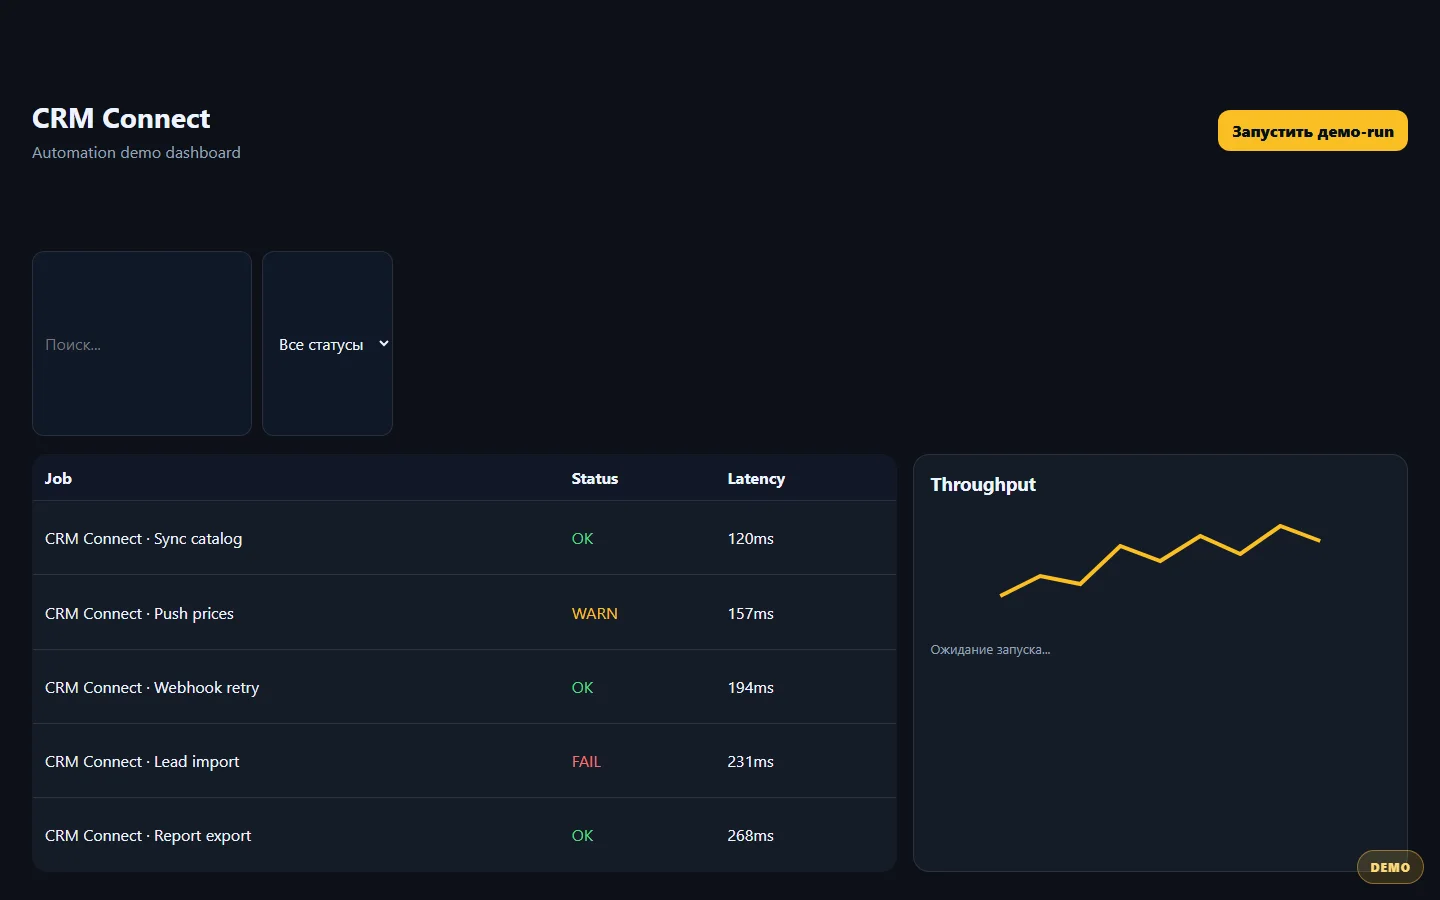 CRM Connect
Automation demo dashboard
Запустить демо-run
Поиск...
Все статусы
Job Status Latency
CRM Connect · Sync catalog OK 120ms
CRM Connect · Push prices WARN 157ms
CRM Connect · Webhook retry OK 194ms
CRM Connect · Lead import FAIL 231ms
CRM Connect · Report export OK 268ms
Throughput
Ожидание запуска...
DEMO